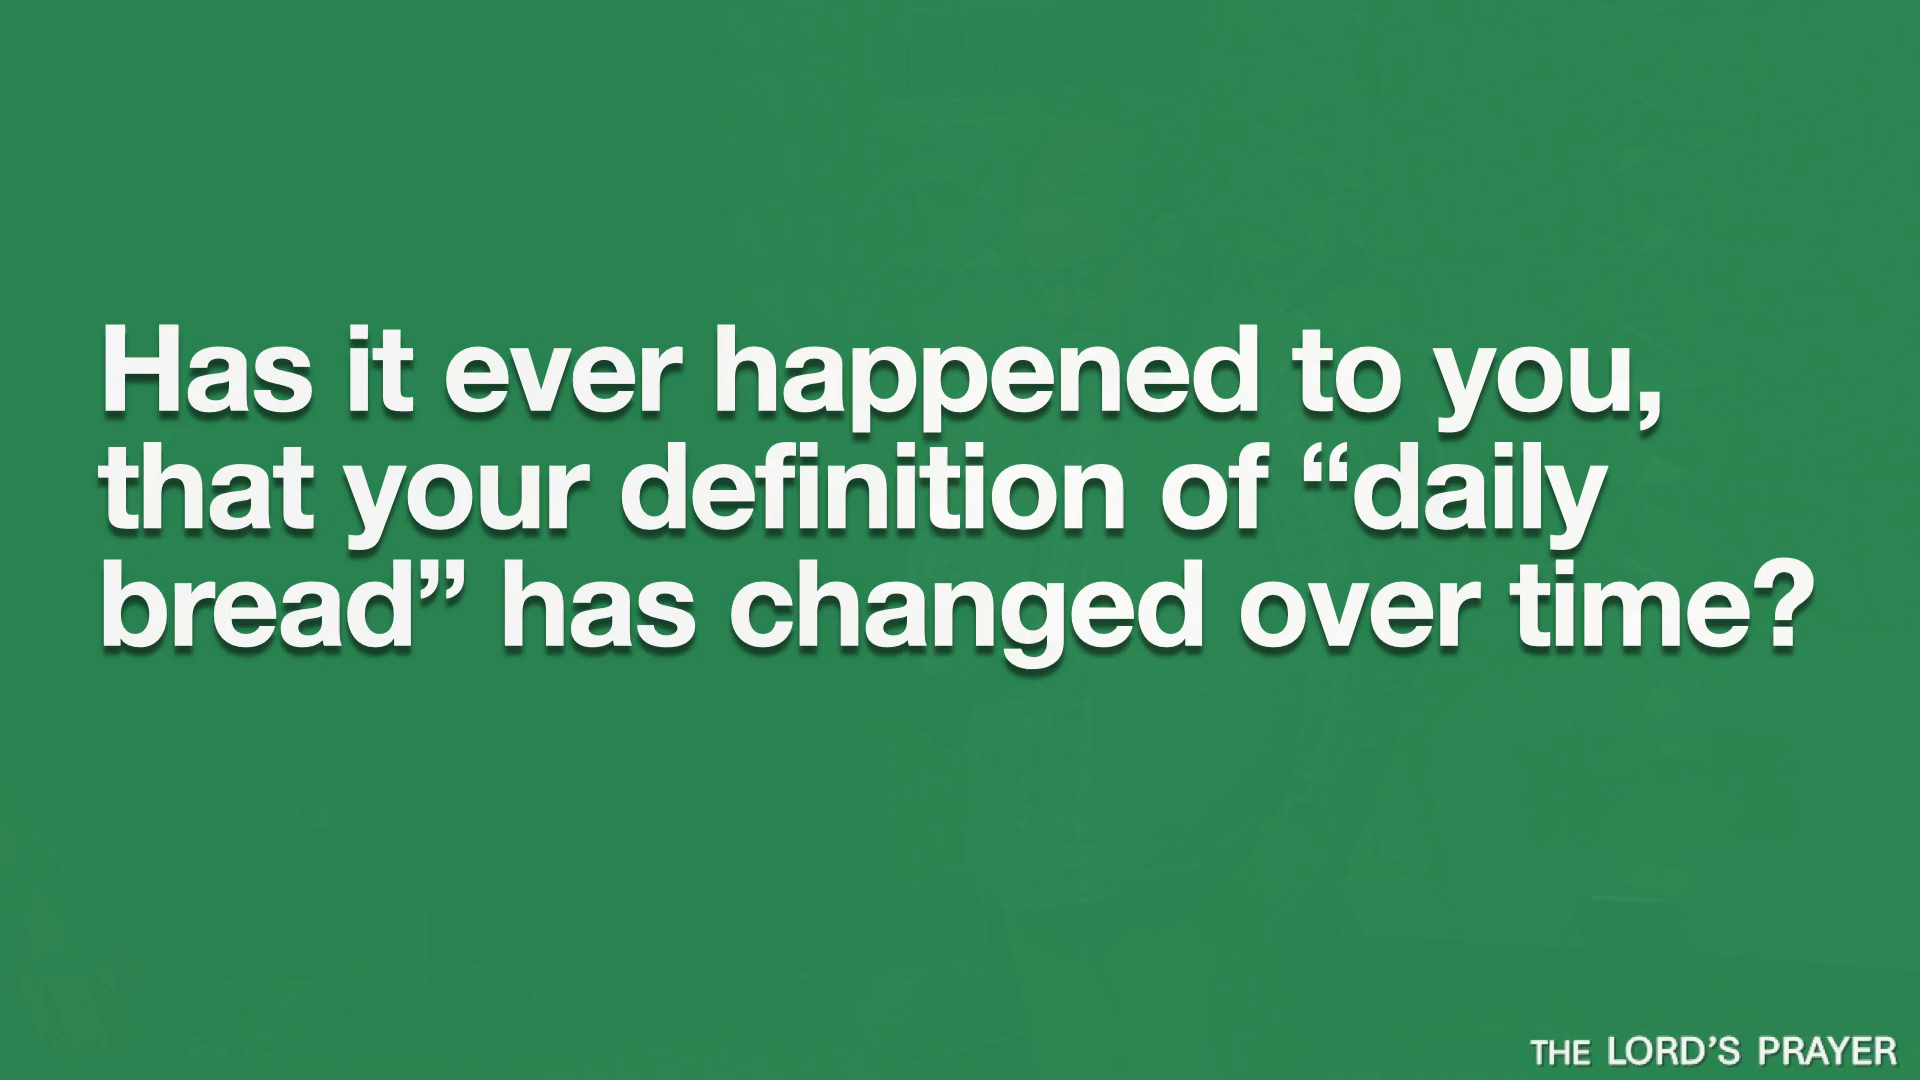 Has it ever happened to you,
that your definition of “daily
bread” has changed over time?
THE LORD’S PRAYER